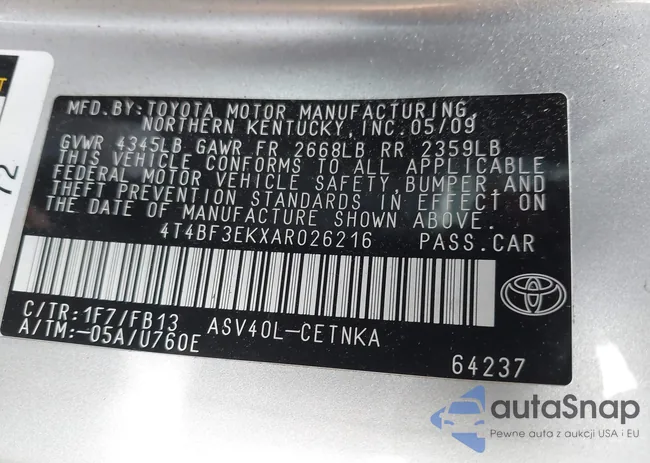 MFD. BY: TOYOTA MOTOR MANUFACTURING,
NORTHERN KENTUCKY, INC. 05/09
GVWR 4345LB GAWR FR 2668LB RR 2359LB
THIS VEHICLE CONFORMS TO ALL APPLICABLE
FEDERAL MOTOR VEHICLE SAFETY, BUMPER, AND
THEFT PREVENTION STANDARDS IN EFFECT ON
THE DATE OF MANUFACTURE SHOWN ABOVE.
4T4BF3EKXAR026216 PASS. CAR
C/TR: 1F7/FB13 ASV40L-CETNKA
A/TM: -05A/U760E
64237
72
autaSnap
Pewne auta z aukcji USA i EU